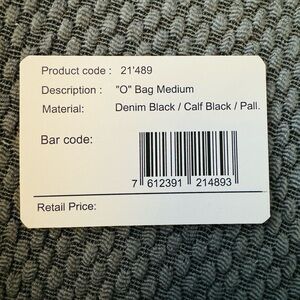 Product code : 21'489
Description : "O" Bag Medium
Material: Denim Black / Calf Black / Pall.
Bar code:
7 612391 214893
Retail Price: